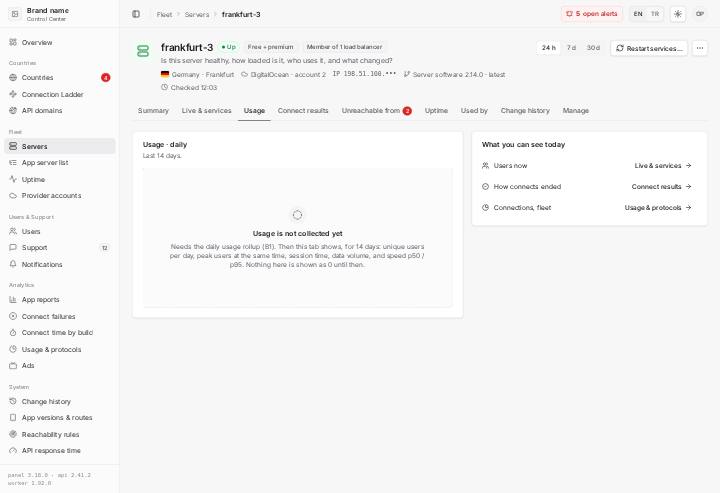 Brand name
Control Center
Fleet > Servers > frankfurt-3
5 open alerts
EN TR
OP
Overview
Countries
Countries 4
Connection Ladder
API domains
Fleet
Servers
App server list
Uptime
Provider accounts
Users & Support
Users
Support 12
Notifications
Analytics
App reports
Connect failures
Connect time by build
Usage & protocols
Ads
System
Change history
App versions & routes
Reachability rules
API response time
panel 3.18.0 · api 2.41.2
worker 1.92.0
frankfurt-3 Up Free + premium Member of 1 load balancer
24 h 7 d 30 d Restart services...
Is this server healthy, how loaded is it, who uses it, and what changed?
Germany · Frankfurt DigitalOcean · account 2 IP 198.51.100.••• Server software 2.14.0 · latest
Checked 12:03
Summary Live & services Usage Connect results Unreachable from 2 Uptime Used by Change history Manage
Usage · daily
Last 14 days.
Usage is not collected yet
Needs the daily usage rollup (B1). Then this tab shows, for 14 days: unique users
per day, peak users at the same time, session time, data volume, and speed p50 /
p95. Nothing here is shown as 0 until then.
What you can see today
Users now Live & services →
How connects ended Connect results →
Connections, fleet Usage & protocols →